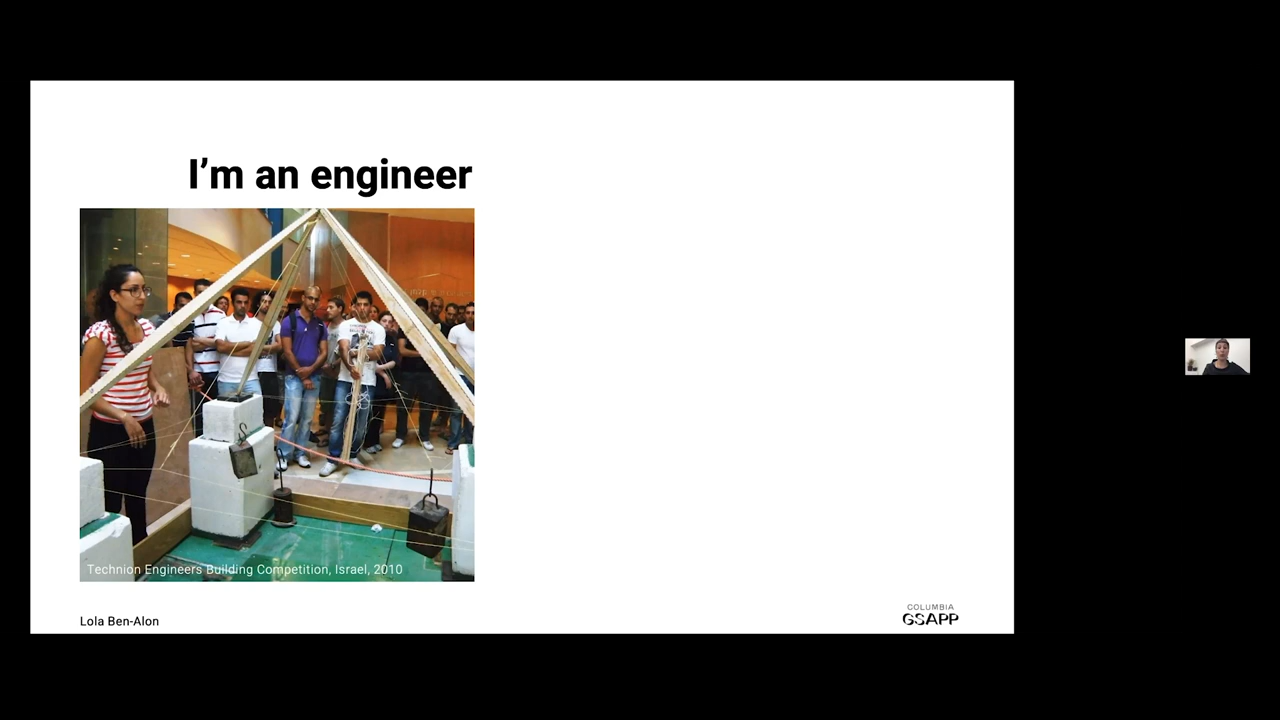 I'm an engineer
Technion Engineers Building Competition, Israel, 2010
Lola Ben-Alon
COLUMBIA
GSAPP